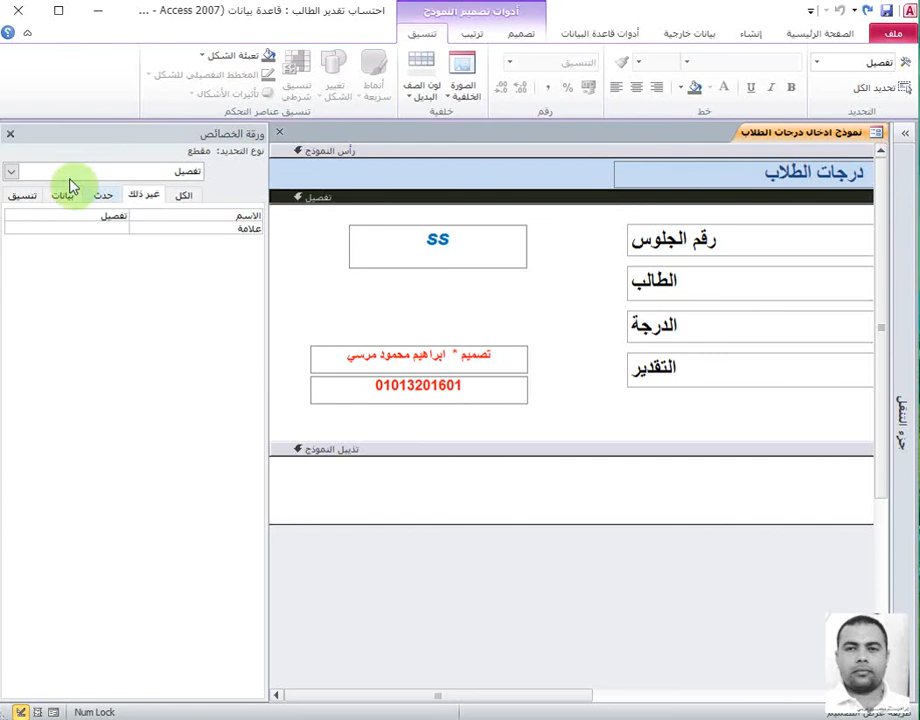 احتساب تقدير الطالب : قاعدة بيانات (Access 2007) - ...
أدوات تصميم النموذج
ملف
الصفحة الرئيسية
إنشاء
بيانات خارجية
أدوات قاعدة البيانات
تصميم
ترتيب
تنسيق
تفصيل
تحديد الكل
التحديد
B I U
A
خط
التنسيق
رقم
الصورة الخلفية
لون الصف البديل
خلفية
أنماط سريعة
تغيير الشكل
تنسيق شرطي
تعبئة الشكل
المخطط التفصيلي للشكل
تأثيرات الأشكال
تنسيق عناصر التحكم
نموذج ادخال درجات الطلاب
ورقة الخصائص
نوع التحديد: مقطع
تفصيل
الكل
غير ذلك
حدث
بيانات
تنسيق
الاسم
تفصيل
علامة
رأس النموذج
درجات الطلاب
تفصيل
رقم الجلوس
ss
الطالب
الدرجة
تصميم * ابراهيم محمود مرسي
التقدير
01013201601
تذييل النموذج
جزء التنقل
Num Lock